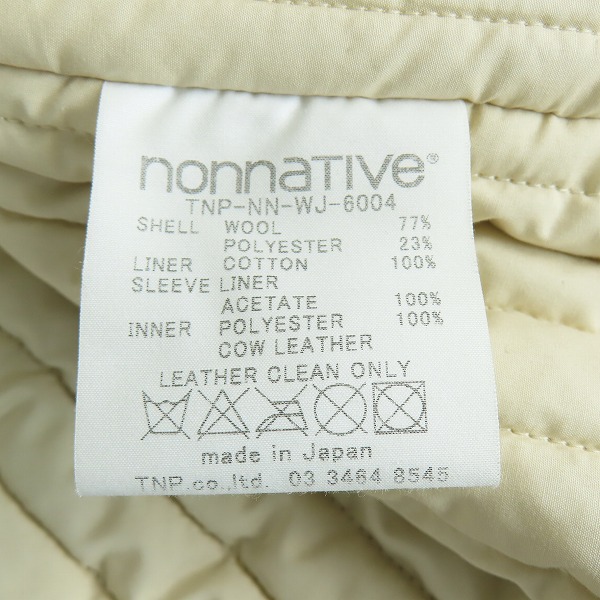 nonnative®
TNP-NN-WJ-6004
SHELL WOOL 77%
POLYESTER 23%
LINER COTTON 100%
SLEEVE LINER
ACETATE 100%
INNER POLYESTER 100%
COW LEATHER
LEATHER CLEAN ONLY
made in Japan
TNP.co.,ltd. 03 3464 8545